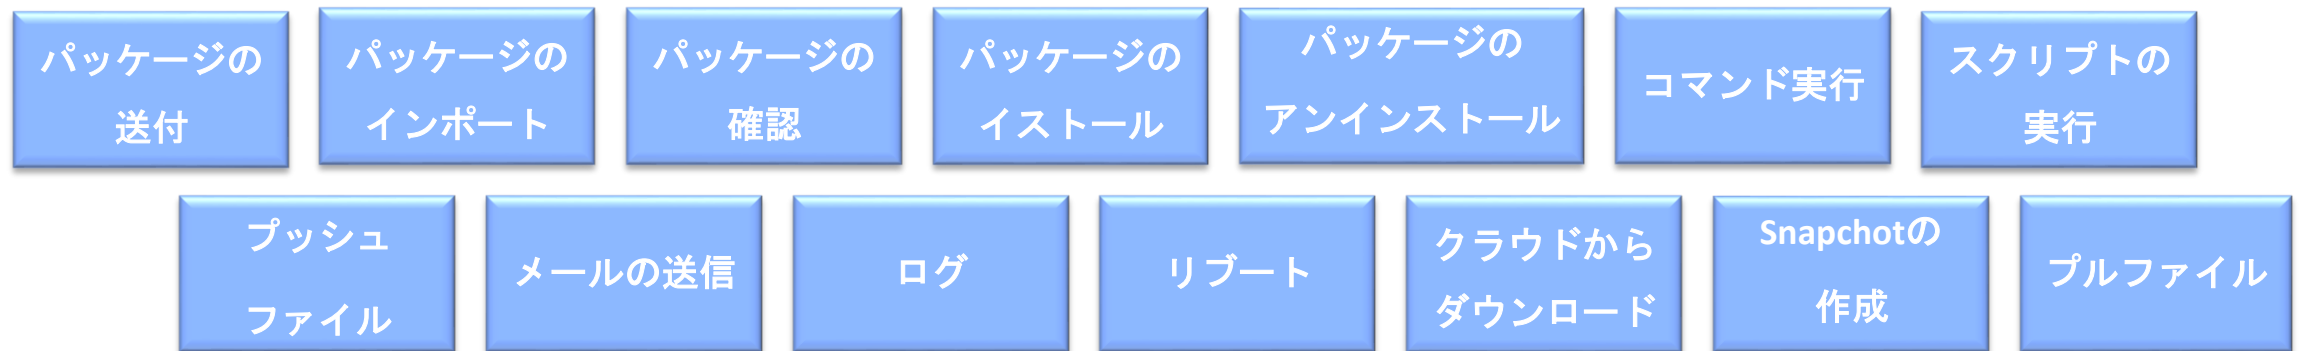 パッケージの
送付
パッケージの
インポート
パッケージの
確認
パッケージの
イストール
パッケージの
アンインストール
コマンド実行
スクリプトの
実行
プッシュ
ファイル
メールの送信
ログ
リブート
クラウドから
ダウンロード
Snapchotの
作成
プルファイル